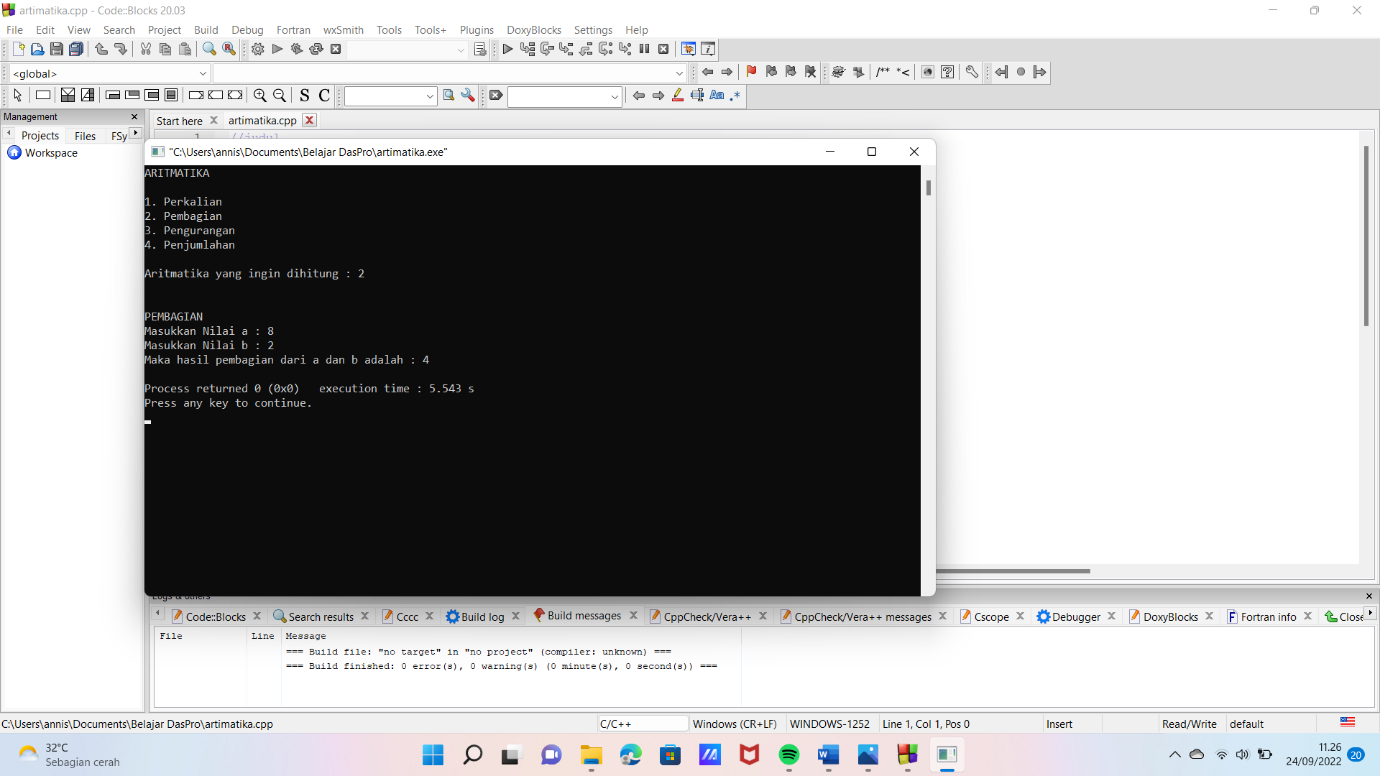 artimatika.cpp - Code::Blocks 20.03
File Edit View Search Project Build Debug Fortran wxSmith Tools Tools+ Plugins DoxyBlocks Settings Help
<global>
/** *<
S C Aa .*
Management
Start here artimatika.cpp
Projects Files FSy
1 //judul
Workspace
"C:\Users\annis\Documents\Belajar DasPro\artimatika.exe"
ARITMATIKA
1. Perkalian
2. Pembagian
3. Pengurangan
4. Penjumlahan
Aritmatika yang ingin dihitung : 2
PEMBAGIAN
Masukkan Nilai a : 8
Masukkan Nilai b : 2
Maka hasil pembagian dari a dan b adalah : 4
Process returned 0 (0x0)   execution time : 5.543 s
Press any key to continue.
Logs & others
Code::Blocks Search results Cccc Build log Build messages CppCheck/Vera++ CppCheck/Vera++ messages Cscope Debugger DoxyBlocks Fortran info Close
File Line Message
=== Build file: "no target" in "no project" (compiler: unknown) ===
=== Build finished: 0 error(s), 0 warning(s) (0 minute(s), 0 second(s)) ===
C:\Users\annis\Documents\Belajar DasPro\artimatika.cpp C/C++ Windows (CR+LF) WINDOWS-1252 Line 1, Col 1, Pos 0 Insert Read/Write default
32°C
Sebagian cerah
11.26
24/09/2022
20